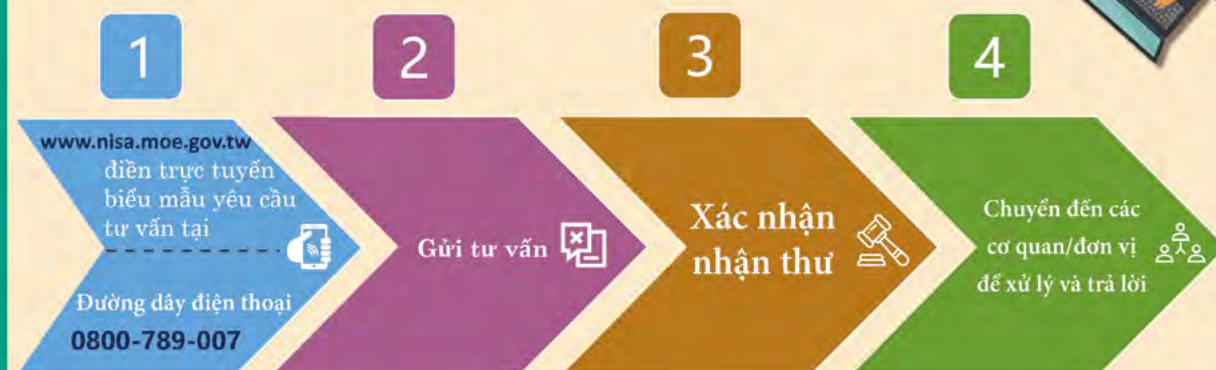 1
www.nisa.moe.gov.tw
điền trực tuyến
biểu mẫu yêu cầu
tư vấn tại
Đường dây điện thoại
0800-789-007
2
Gửi tư vấn
3
Xác nhận
nhận thư
4
Chuyển đến các
cơ quan/đơn vị
để xử lý và trả lời